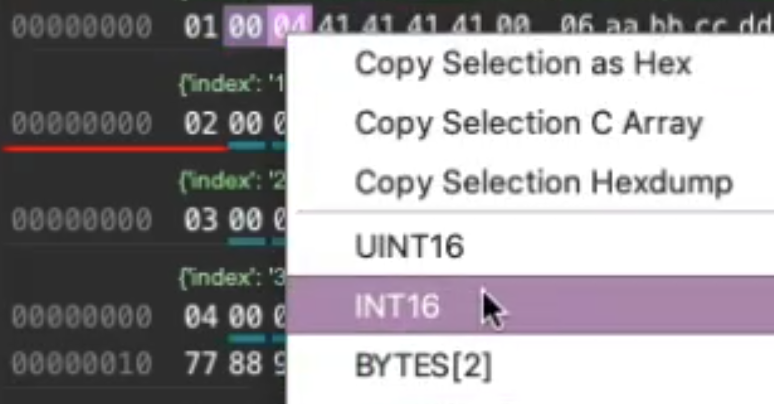 00000000 01 00 04 41 41 41 41 00 06 aa bb cc dd
Copy Selection as Hex
{'index': '1
00000000 02 00 0
Copy Selection C Array
{'index': '2
Copy Selection Hexdump
00000000 03 00 0
UINT16
{'index': '3
00000000 04 00 0
INT16
00000010 77 88 9
BYTES[2]